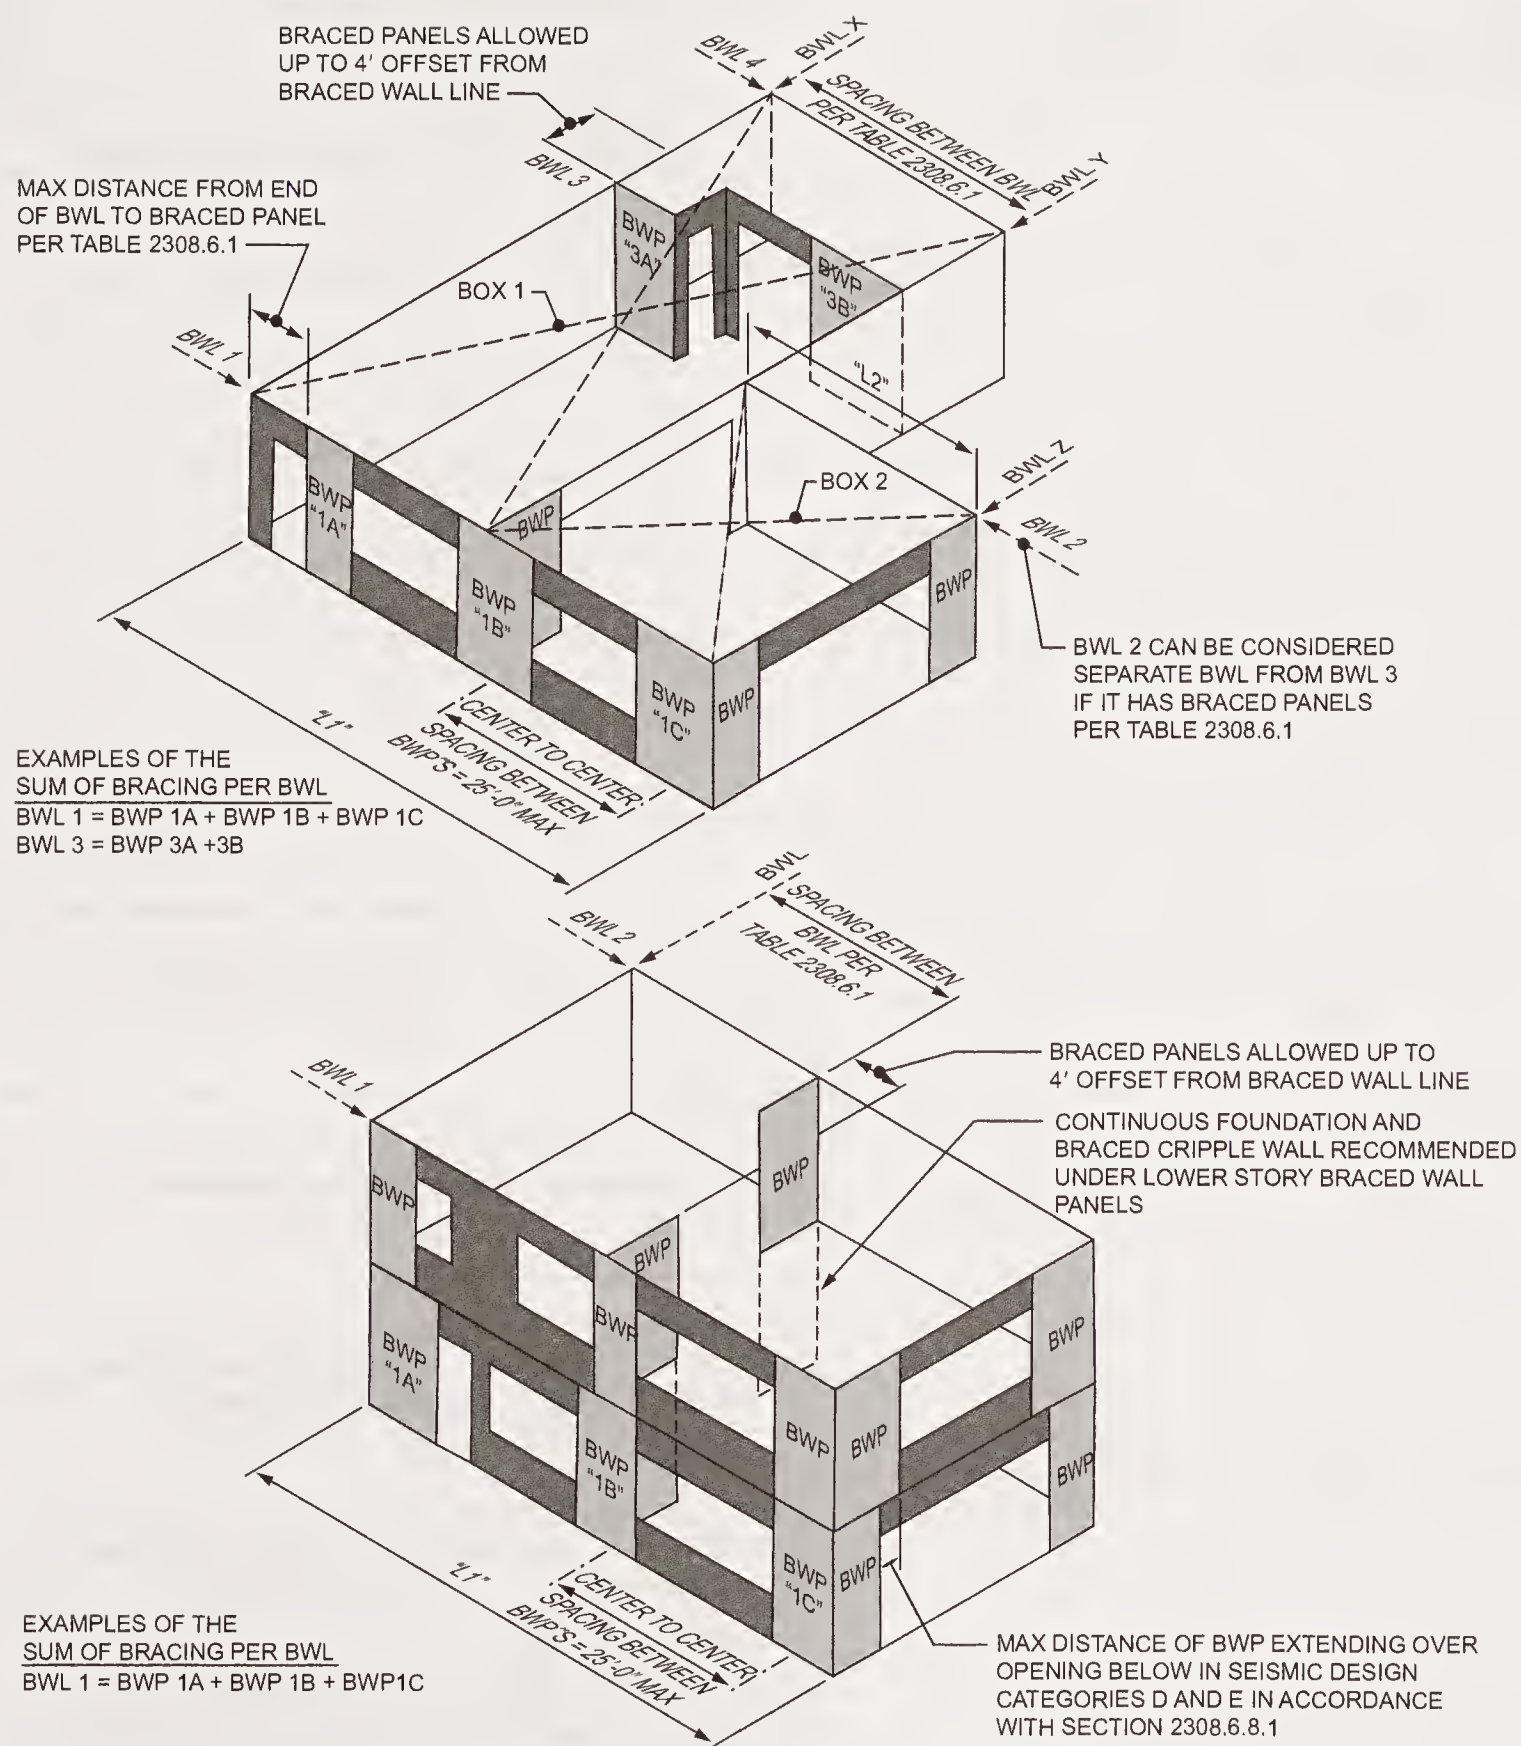 BRACED PANELS ALLOWED
UP TO 4' OFFSET FROM
BRACED WALL LINE
BWL 4
BWL X
SPACING BETWEEN BWL
PER TABLE 2308.6.1
BWL Y
BWL 3
MAX DISTANCE FROM END
OF BWL TO BRACED PANEL
PER TABLE 2308.6.1
BWP
"3A"
BWP
"3B"
BOX 1
BWL 1
"L2"
BWL Z
BWL 2
BOX 2
BWP
"1A"
BWP
BWP
"1B"
BWP
BWP
"1C"
BWP
BWL 2 CAN BE CONSIDERED
SEPARATE BWL FROM BWL 3
IF IT HAS BRACED PANELS
PER TABLE 2308.6.1
"L1"
CENTER TO CENTER
SPACING BETWEEN
BWP'S = 25'-0" MAX
EXAMPLES OF THE
SUM OF BRACING PER BWL
BWL 1 = BWP 1A + BWP 1B + BWP 1C
BWL 3 = BWP 3A +3B
BWL
BWL 2
SPACING BETWEEN
BWL PER
TABLE 2308.6.1
BWL 1
BRACED PANELS ALLOWED UP TO
4' OFFSET FROM BRACED WALL LINE
CONTINUOUS FOUNDATION AND
BRACED CRIPPLE WALL RECOMMENDED
UNDER LOWER STORY BRACED WALL
PANELS
BWP
BWP
BWP
BWP
BWP
BWP
"1A"
BWP
BWP
BWP
"1B"
BWP
BWP
"1C"
BWP
"L1"
CENTER TO CENTER
SPACING BETWEEN
BWP'S = 25'-0" MAX
EXAMPLES OF THE
SUM OF BRACING PER BWL
BWL 1 = BWP 1A + BWP 1B + BWP1C
MAX DISTANCE OF BWP EXTENDING OVER
OPENING BELOW IN SEISMIC DESIGN
CATEGORIES D AND E IN ACCORDANCE
WITH SECTION 2308.6.8.1